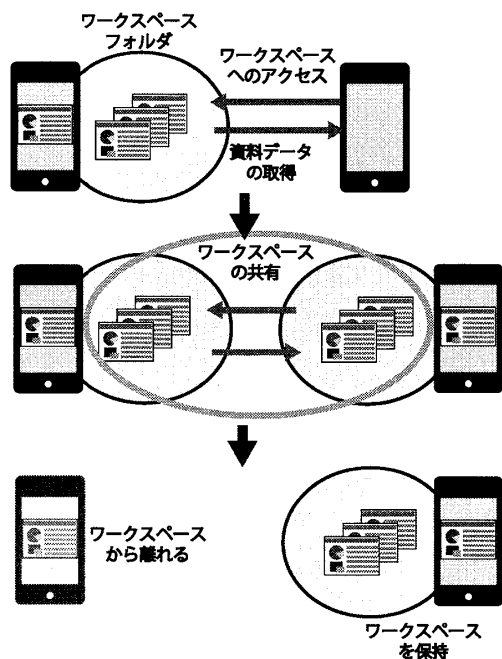 ワークスペース
フォルダ
ワークスペース
へのアクセス
資料データ
の取得
ワークスペース
の共有
ワークスペース
から離れる
ワークスペース
を保持